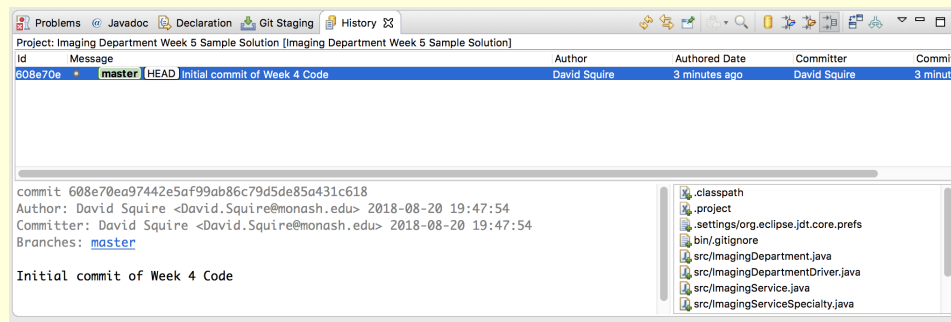 Problems @ Javadoc Declaration Git Staging History
Project: Imaging Department Week 5 Sample Solution [Imaging Department Week 5 Sample Solution]
Id Message Author Authored Date Committer Commi
608e70e master HEAD Initial commit of Week 4 Code David Squire 3 minutes ago David Squire 3 minut
commit 608e70ea97442e5af99ab86c79d5de85a431c618
Author: David Squire <David.Squire@monash.edu> 2018-08-20 19:47:54
Committer: David Squire <David.Squire@monash.edu> 2018-08-20 19:47:54
Branches: master
Initial commit of Week 4 Code
.classpath
.project
.settings/org.eclipse.jdt.core.prefs
bin/.gitignore
src/ImagingDepartment.java
src/ImagingDepartmentDriver.java
src/ImagingService.java
src/ImagingServiceSpecialty.java